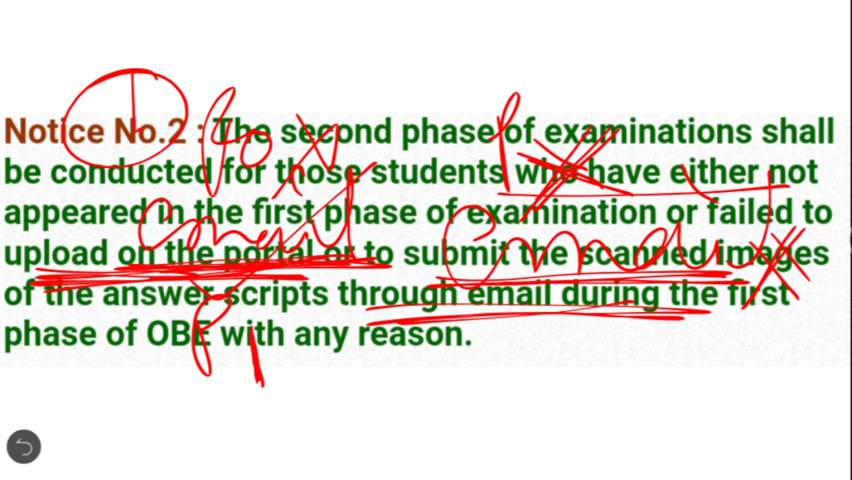 Notice No.2 : The second phase of examinations shall
be conducted for those students who have either not
appeared in the first phase of examination or failed to
upload on the portal or to submit the scanned images
of the answer scripts through email during the first
phase of OBE with any reason.